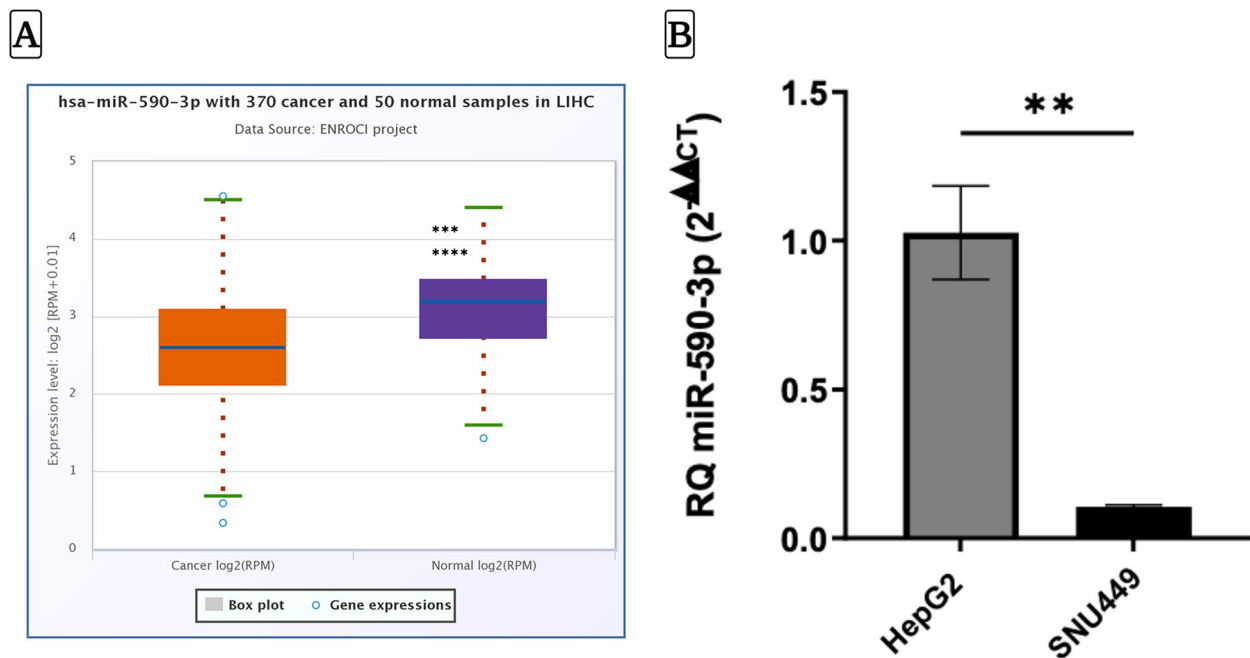 A
hsa-miR-590-3p with 370 cancer and 50 normal samples in LIHC
Data Source: ENROCI project
Expression level: log2 [RPM+0.01]
5
4
3
2
1
0
***
****
Cancer log2(RPM)
Normal log2(RPM)
Box plot
Gene expressions
B
RQ miR-590-3p (2-▲▲CT)
1.5
1.0
0.5
0.0
**
HepG2
SNU449